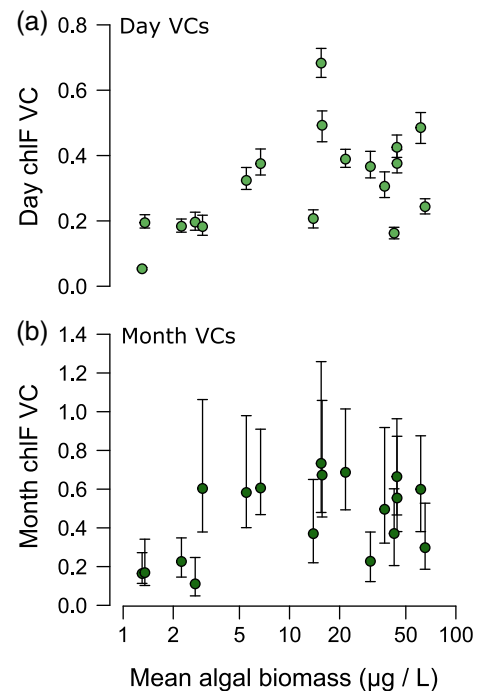 (a) Day VCs
Day chlF VC
0.8
0.6
0.4
0.2
0.0
(b) Month VCs
Month chlF VC
1.4
1.2
1.0
0.8
0.6
0.4
0.2
0.0
1 2 5 10 20 50 100
Mean algal biomass (µg / L)